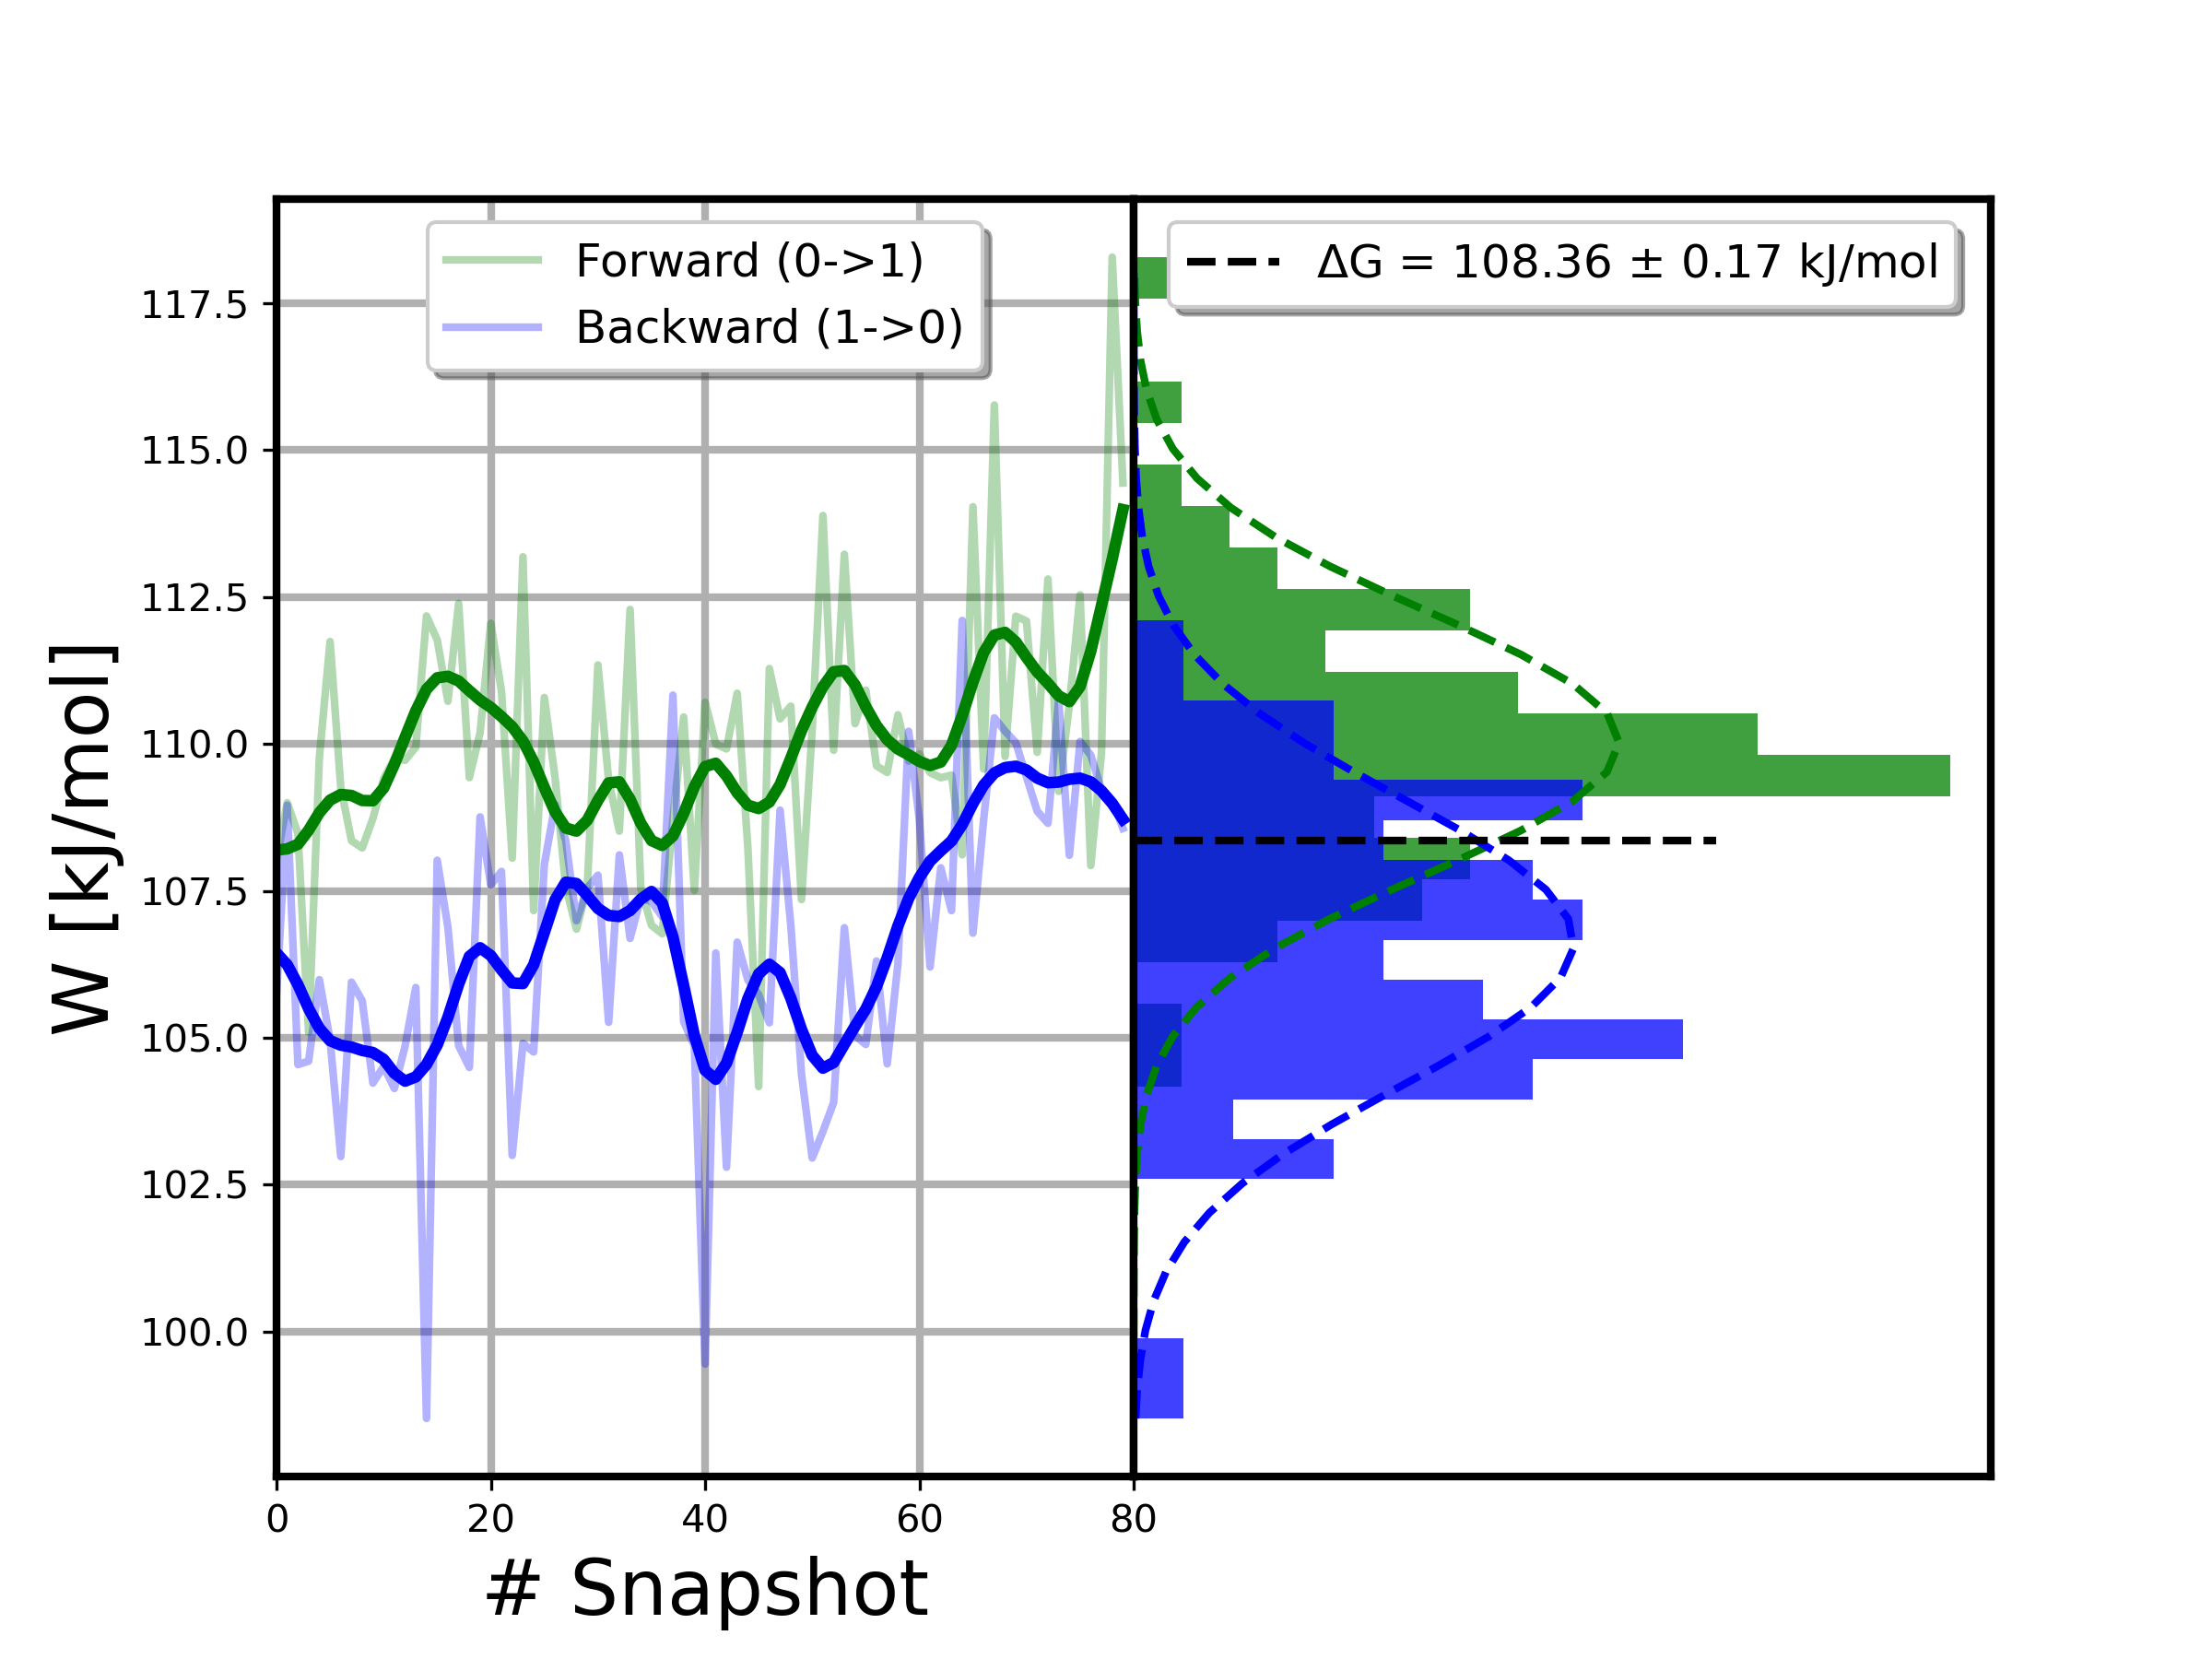 Forward (0->1)
Backward (1->0)
ΔG = 108.36 ± 0.17 kJ/mol
W [kJ/mol]
117.5
115.0
112.5
110.0
107.5
105.0
102.5
100.0
0 20 40 60 80
# Snapshot